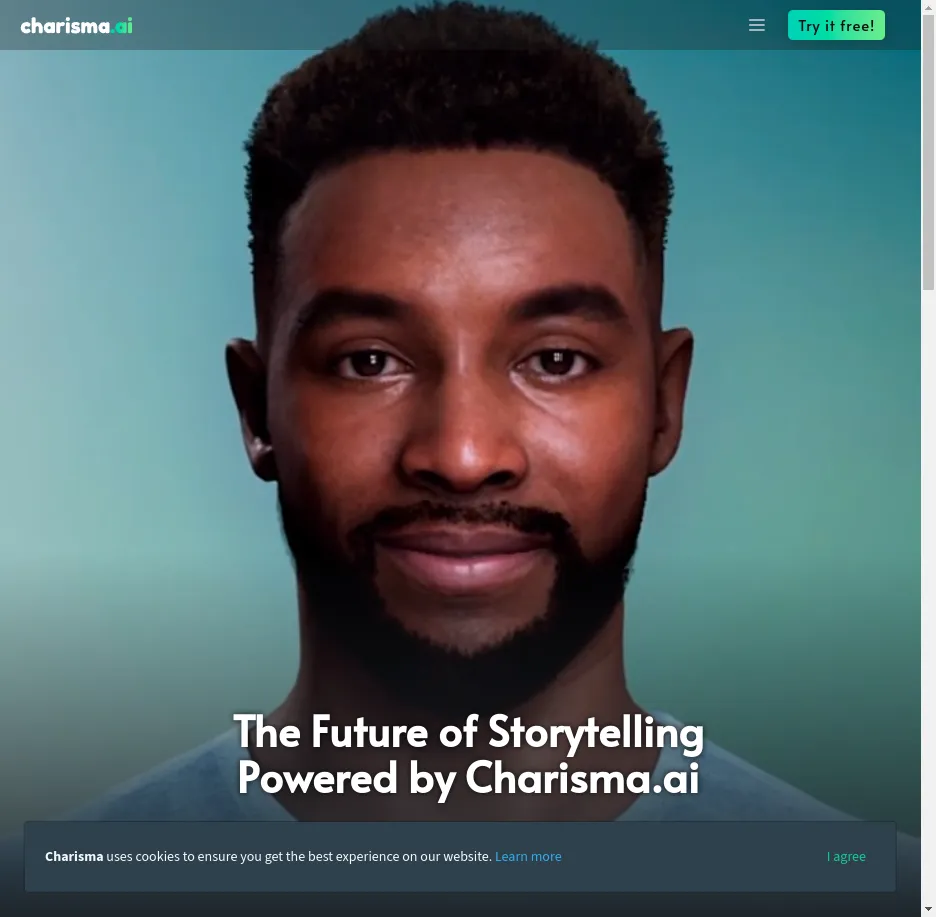 charisma.ai
Try it free!
The Future of Storytelling
Powered by Charisma.ai
Charisma uses cookies to ensure you get the best experience on our website. Learn more
I agree